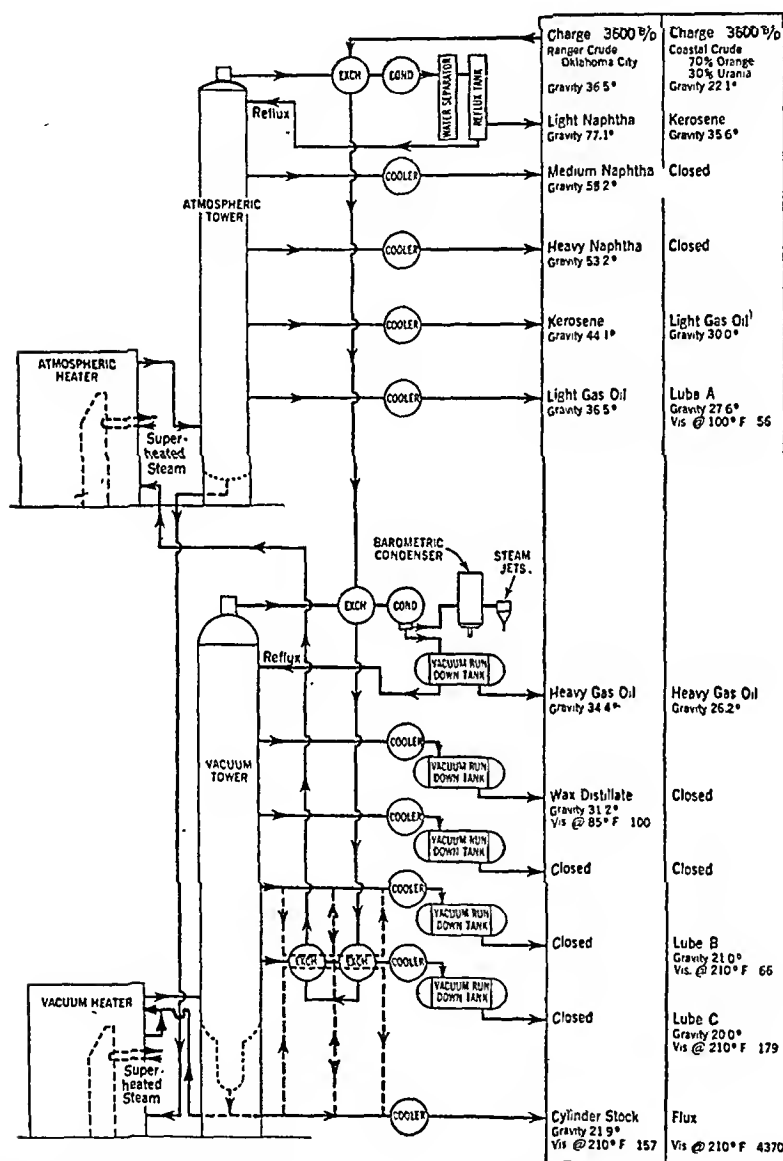 Charge 3600 B/D
Ranger Crude
Oklahoma City
Gravity 36.5°
Charge 3600 B/D
Coastal Crude
70% Orange
30% Urania
Gravity 22.1°
EXCH
COND
WATER SEPARATOR
REFLUX TANK
Reflux
Light Naphtha
Gravity 77.1°
Kerosene
Gravity 35.6°
COOLER
Medium Naphtha
Closed
ATMOSPHERIC
TOWER
COOLER
Heavy Naphtha
Gravity 53.2°
Closed
COOLER
Kerosene
Gravity 44.1°
Light Gas Oil
Gravity 30.0°
ATMOSPHERIC
HEATER
Super-
heated
Steam
COOLER
Light Gas Oil
Gravity 36.5°
Lube A
Gravity 27.6°
Vis @ 100° F 56
BAROMETRIC
CONDENSER
STEAM
JETS
EXCH
COND
Reflux
VACUUM RUN
DOWN TANK
Heavy Gas Oil
Gravity 34.4°
Heavy Gas Oil
Gravity 26.2°
VACUUM
TOWER
COOLER
VACUUM RUN
DOWN TANK
Wax Distillate
Gravity 31.2°
Vis @ 85° F 100
Closed
COOLER
VACUUM RUN
DOWN TANK
Closed
Closed
COOLER
VACUUM RUN
DOWN TANK
Closed
Lube B
Gravity 21.0°
Vis. @ 210° F 66
EXCH
EXCH
COOLER
VACUUM RUN
DOWN TANK
Closed
Lube C
Gravity 20.0°
Vis @ 210° F 179
VACUUM HEATER
Super-
heated
Steam
COOLER
Cylinder Stock
Gravity 21.9°
Vis @ 210° F 157
Flux
Vis @ 210° F 4370